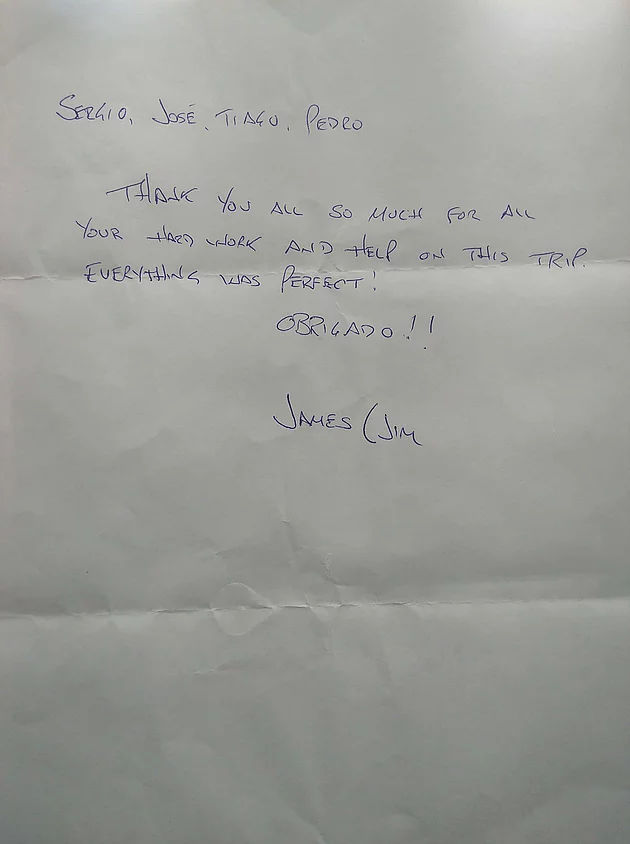 SERGIO, JOSÉ, TIAGO, PEDRO
THANK YOU ALL SO MUCH FOR ALL
YOUR HARD WORK AND HELP ON THIS TRIP.
EVERYTHING WAS PERFECT!
OBRIGADO!!
JAMES (JIM